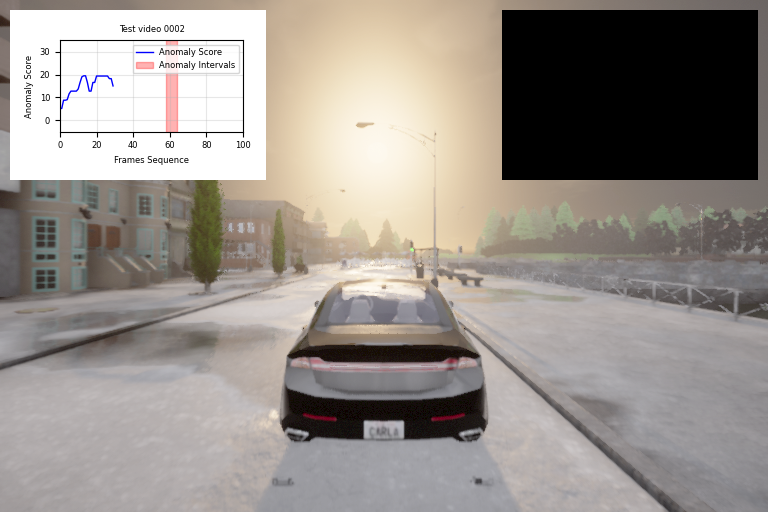 Test video 0002
Anomaly Score
30
20
10
0
Anomaly Score
Anomaly Intervals
0 20 40 60 80 100
Frames Sequence
CARLA